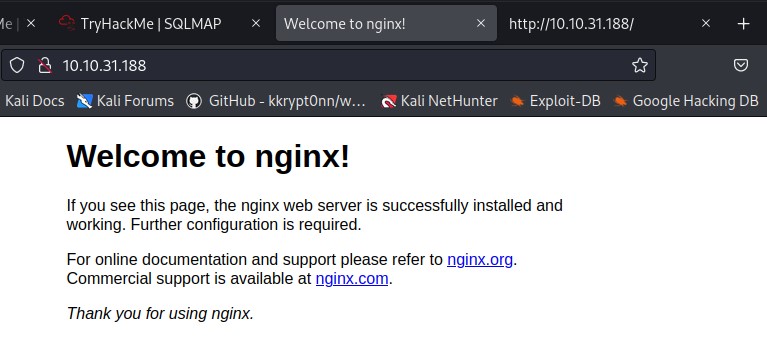 Me |
TryHackMe | SQLMAP
Welcome to nginx!
http://10.10.31.188/
10.10.31.188
Kali Docs
Kali Forums
GitHub - kkrypt0nn/w…
Kali NetHunter
Exploit-DB
Google Hacking DB
Welcome to nginx!
If you see this page, the nginx web server is successfully installed and
working. Further configuration is required.
For online documentation and support please refer to nginx.org.
Commercial support is available at nginx.com.
Thank you for using nginx.